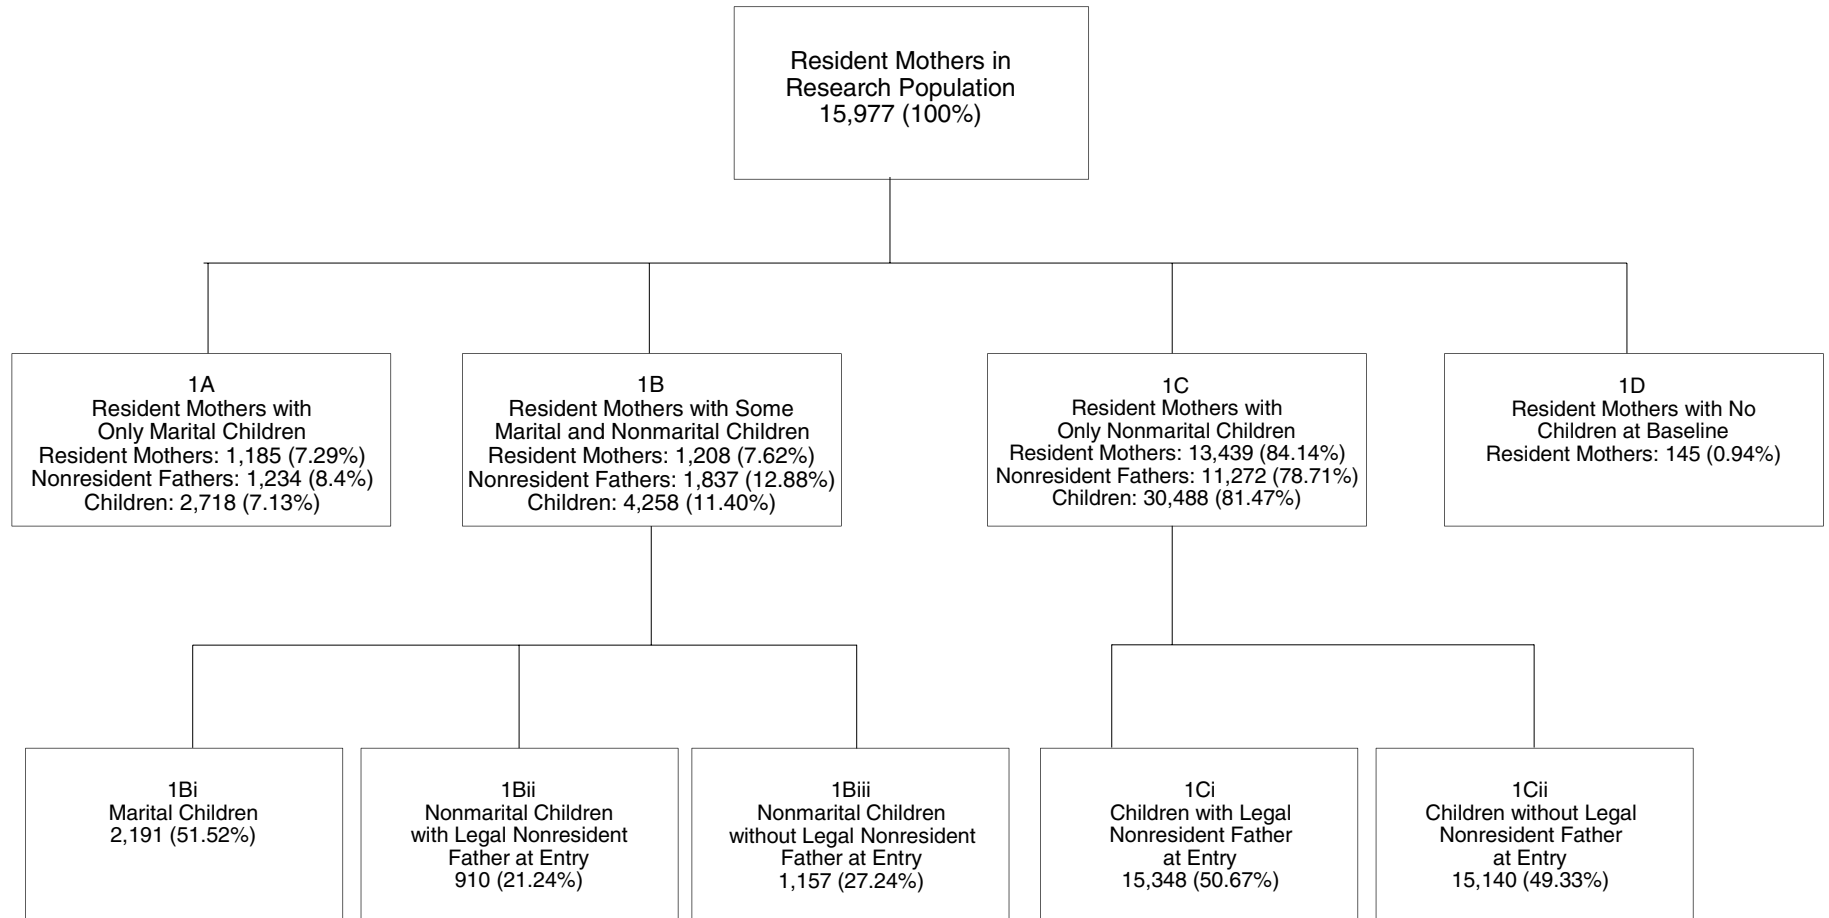 Resident Mothers in
Research Population
15,977 (100%)
1A
Resident Mothers with
Only Marital Children
Resident Mothers: 1,185 (7.29%)
Nonresident Fathers: 1,234 (8.4%)
Children: 2,718 (7.13%)
1B
Resident Mothers with Some
Marital and Nonmarital Children
Resident Mothers: 1,208 (7.62%)
Nonresident Fathers: 1,837 (12.88%)
Children: 4,258 (11.40%)
1C
Resident Mothers with
Only Nonmarital Children
Resident Mothers: 13,439 (84.14%)
Nonresident Fathers: 11,272 (78.71%)
Children: 30,488 (81.47%)
1D
Resident Mothers with No
Children at Baseline
Resident Mothers: 145 (0.94%)
1Bi
Marital Children
2,191 (51.52%)
1Bii
Nonmarital Children
with Legal Nonresident
Father at Entry
910 (21.24%)
1Biii
Nonmarital Children
without Legal Nonresident
Father at Entry
1,157 (27.24%)
1Ci
Children with Legal
Nonresident Father
at Entry
15,348 (50.67%)
1Cii
Children without Legal
Nonresident Father
at Entry
15,140 (49.33%)